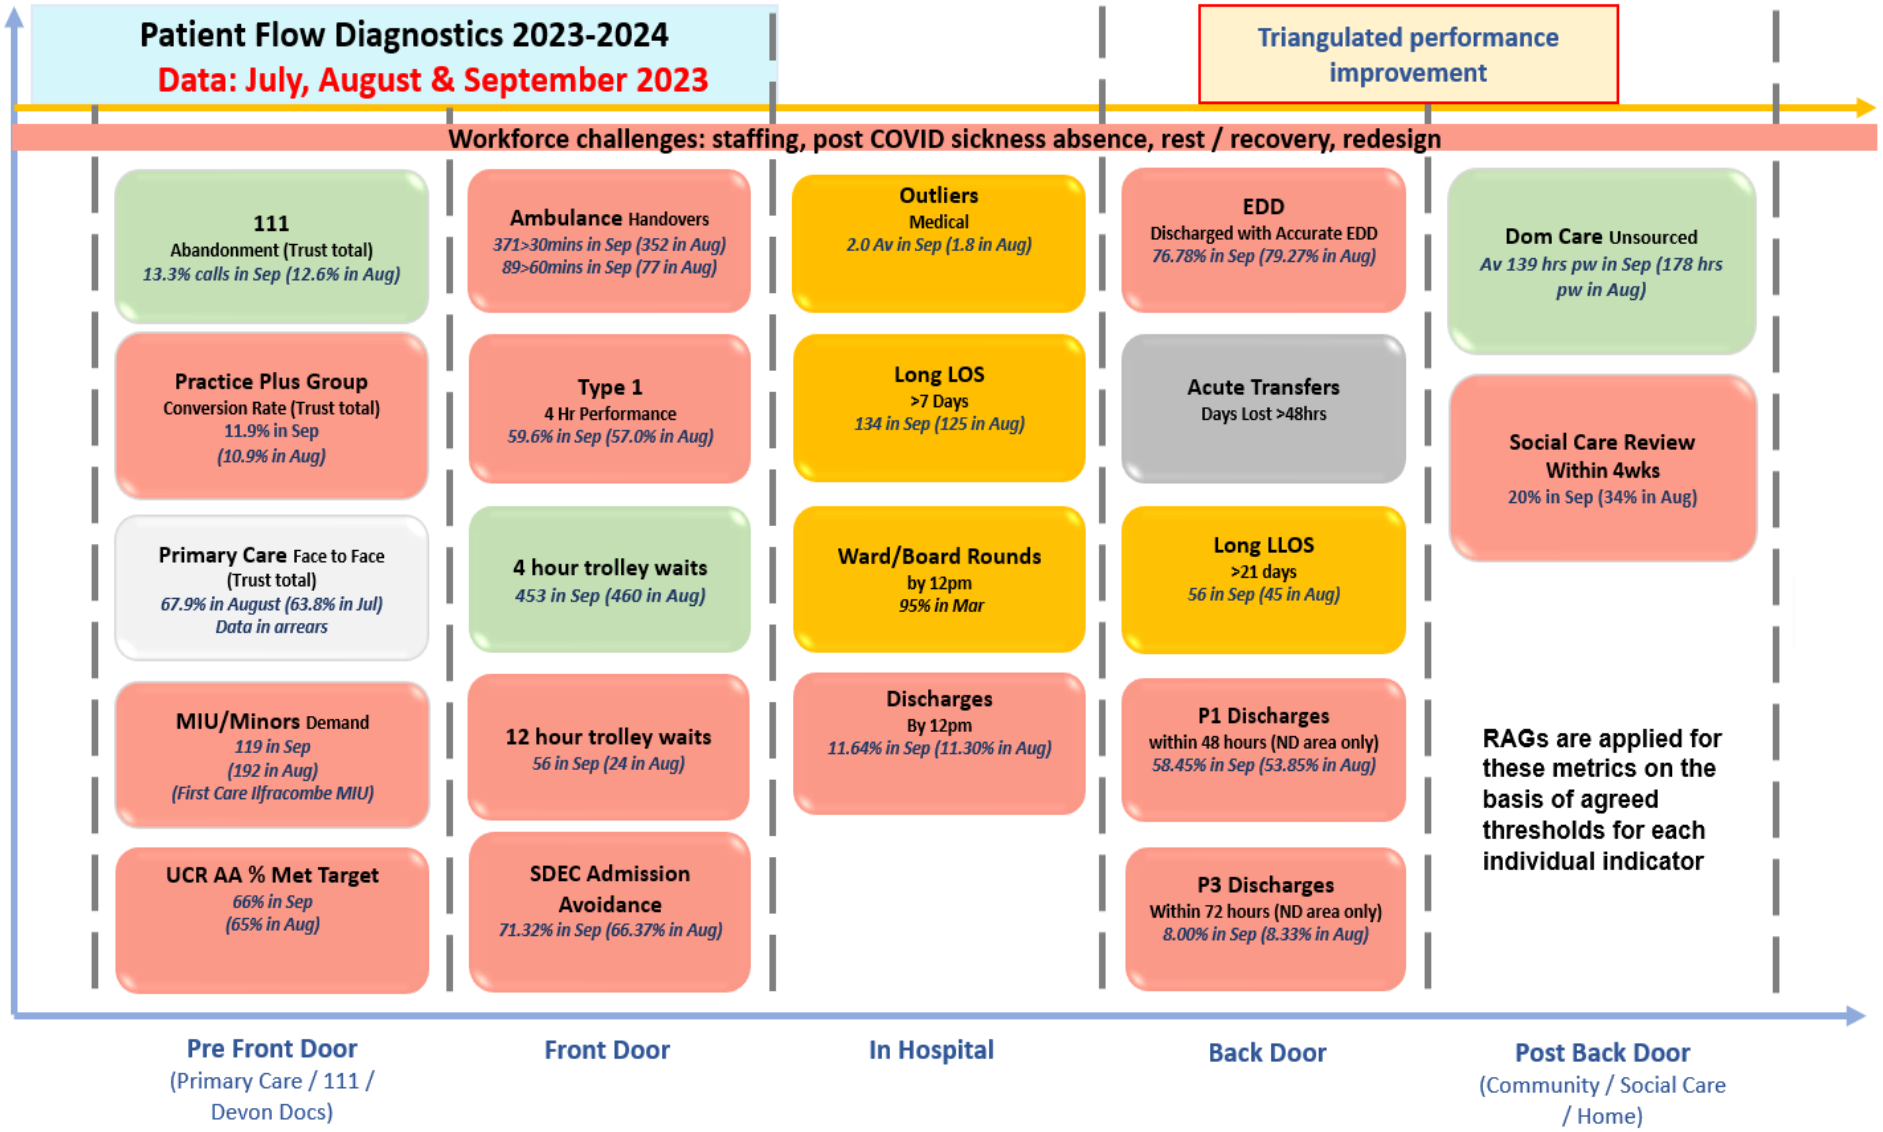 Patient Flow Diagnostics 2023-2024
Data: July, August & September 2023
Triangulated performance
improvement
Workforce challenges: staffing, post COVID sickness absence, rest / recovery, redesign
111
Abandonment (Trust total)
13.3% calls in Sep (12.6% in Aug)
Practice Plus Group
Conversion Rate (Trust total)
11.9% in Sep
(10.9% in Aug)
Primary Care Face to Face
(Trust total)
67.9% in August (63.8% in Jul)
Data in arrears
MIU/Minors Demand
119 in Sep
(192 in Aug)
(First Care Ilfracombe MIU)
UCR AA % Met Target
66% in Sep
(65% in Aug)
Ambulance Handovers
371>30mins in Sep (352 in Aug)
89>60mins in Sep (77 in Aug)
Type 1
4 Hr Performance
59.6% in Sep (57.0% in Aug)
4 hour trolley waits
453 in Sep (460 in Aug)
12 hour trolley waits
56 in Sep (24 in Aug)
SDEC Admission
Avoidance
71.32% in Sep (66.37% in Aug)
Outliers
Medical
2.0 Av in Sep (1.8 in Aug)
Long LOS
>7 Days
134 in Sep (125 in Aug)
Ward/Board Rounds
by 12pm
95% in Mar
Discharges
By 12pm
11.64% in Sep (11.30% in Aug)
EDD
Discharged with Accurate EDD
76.78% in Sep (79.27% in Aug)
Acute Transfers
Days Lost >48hrs
Long LLOS
>21 days
56 in Sep (45 in Aug)
P1 Discharges
within 48 hours (ND area only)
58.45% in Sep (53.85% in Aug)
P3 Discharges
Within 72 hours (ND area only)
8.00% in Sep (8.33% in Aug)
Dom Care Unsourced
Av 139 hrs pw in Sep (178 hrs
pw in Aug)
Social Care Review
Within 4wks
20% in Sep (34% in Aug)
RAGs are applied for
these metrics on the
basis of agreed
thresholds for each
individual indicator
Pre Front Door
(Primary Care / 111 /
Devon Docs)
Front Door
In Hospital
Back Door
Post Back Door
(Community / Social Care
/ Home)